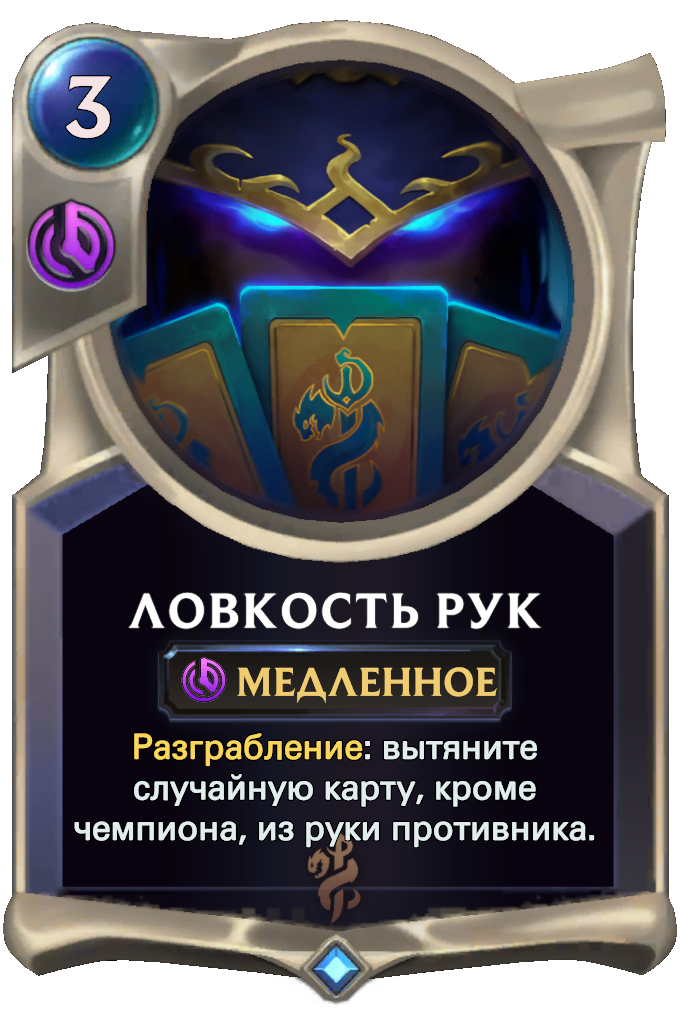 3
ЛОВКОСТЬ РУК
МЕДЛЕННОЕ
Разграбление: вытяните
случайную карту, кроме
чемпиона, из руки противника.